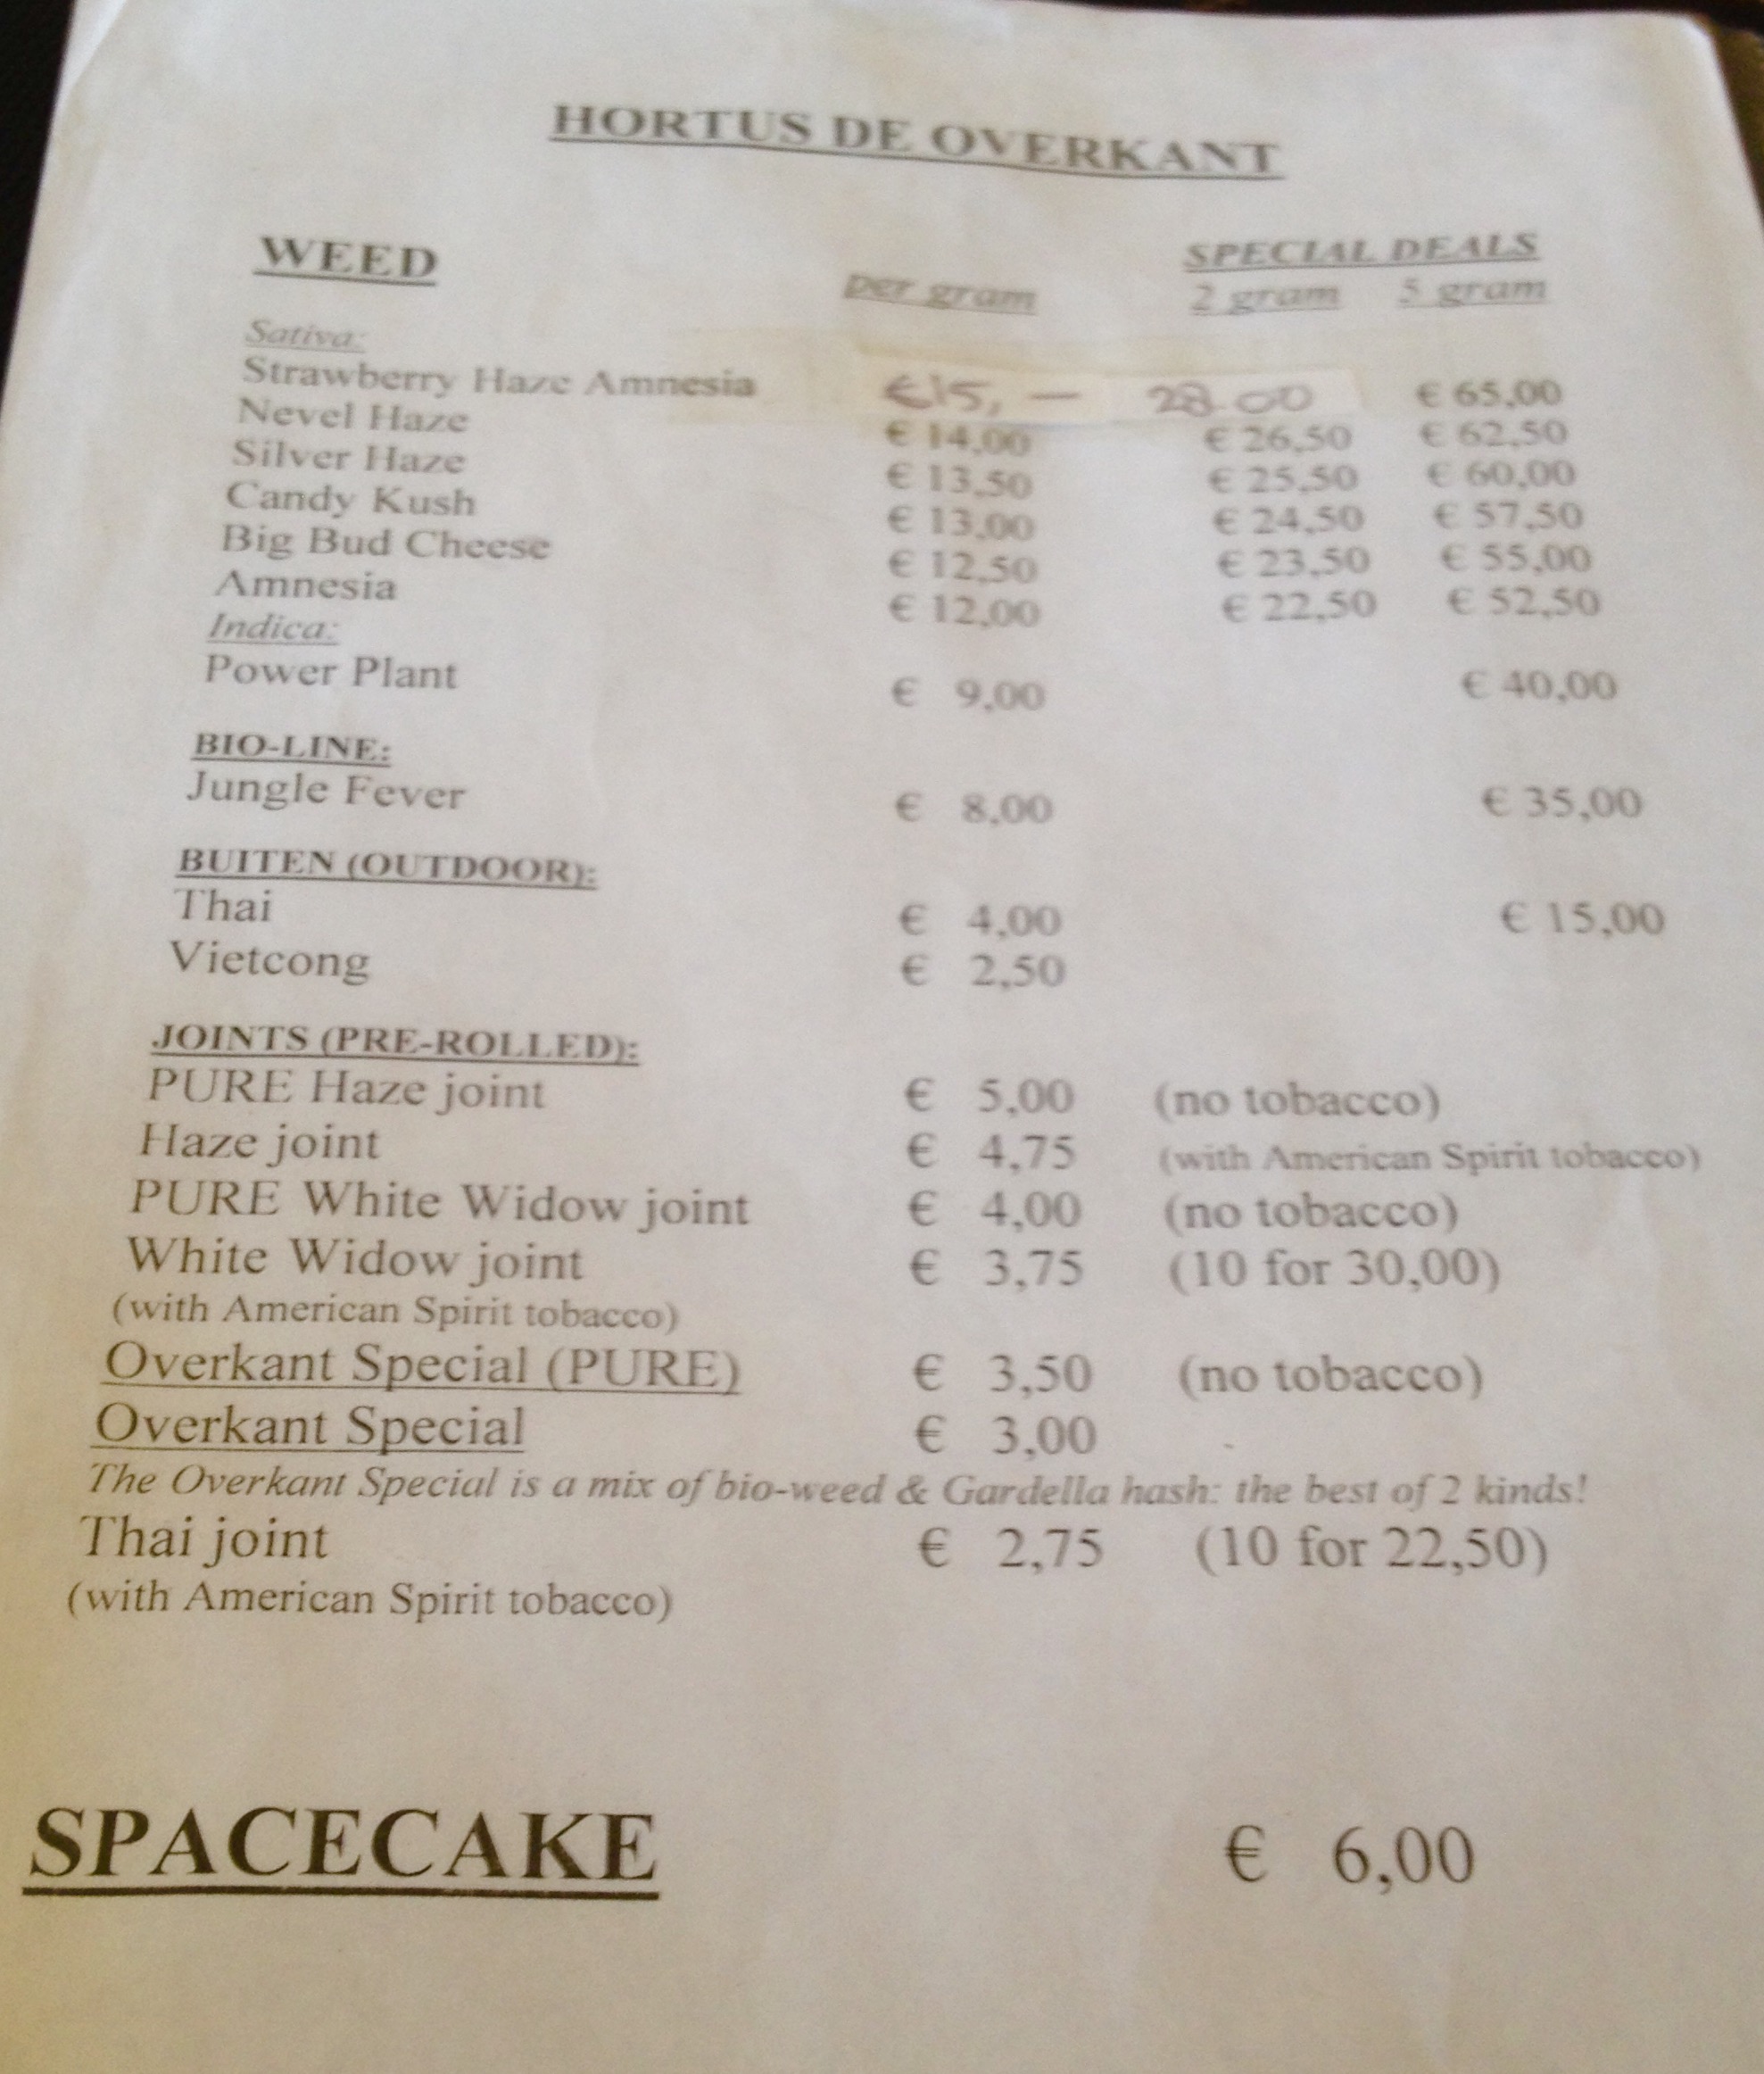 HORTUS DE OVERKANT
WEED SPECIAL DEALS
per gram 2 gram 5 gram
Sativa:
Strawberry Haze Amnesia €15,- 28.00 € 65,00
Nevel Haze € 14,00 € 26,50 € 62,50
Silver Haze € 13,50 € 25,50 € 60,00
Candy Kush € 13,00 € 24,50 € 57,50
Big Bud Cheese € 12,50 € 23,50 € 55,00
Amnesia € 12,00 € 22,50 € 52,50
Indica:
Power Plant € 9,00 € 40,00
BIO-LINE:
Jungle Fever € 8,00 € 35,00
BUITEN (OUTDOOR):
Thai € 4,00 € 15,00
Vietcong € 2,50
JOINTS (PRE-ROLLED):
PURE Haze joint € 5,00 (no tobacco)
Haze joint € 4,75 (with American Spirit tobacco)
PURE White Widow joint € 4,00 (no tobacco)
White Widow joint € 3,75 (10 for 30,00)
(with American Spirit tobacco)
Overkant Special (PURE) € 3,50 (no tobacco)
Overkant Special € 3,00
The Overkant Special is a mix of bio-weed & Gardella hash: the best of 2 kinds!
Thai joint € 2,75 (10 for 22,50)
(with American Spirit tobacco)
SPACECAKE € 6,00